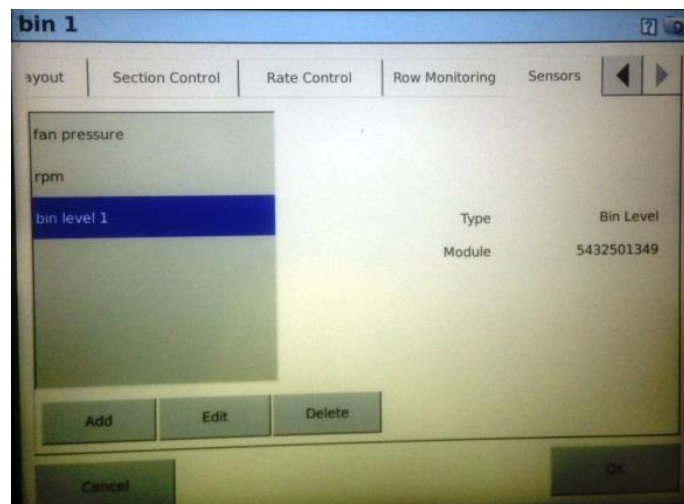 bin 1
?
ayout Section Control Rate Control Row Monitoring Sensors
fan pressure
rpm
bin level 1
Type Bin Level
Module 5432501349
Add Edit Delete
Cancel OK